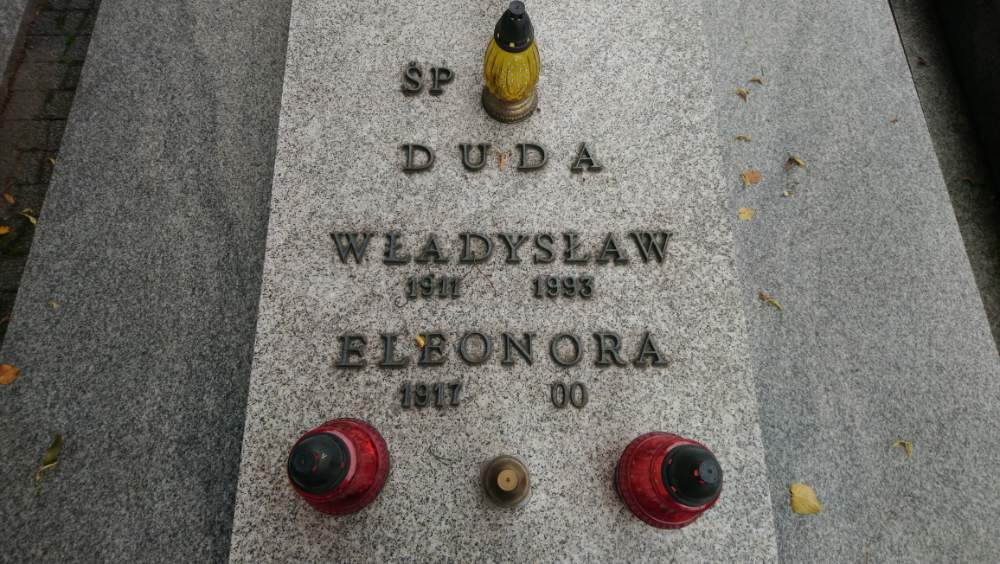 ŚP
DUDA
WŁADYSŁAW
1911 1993
ELEONORA
1917 00